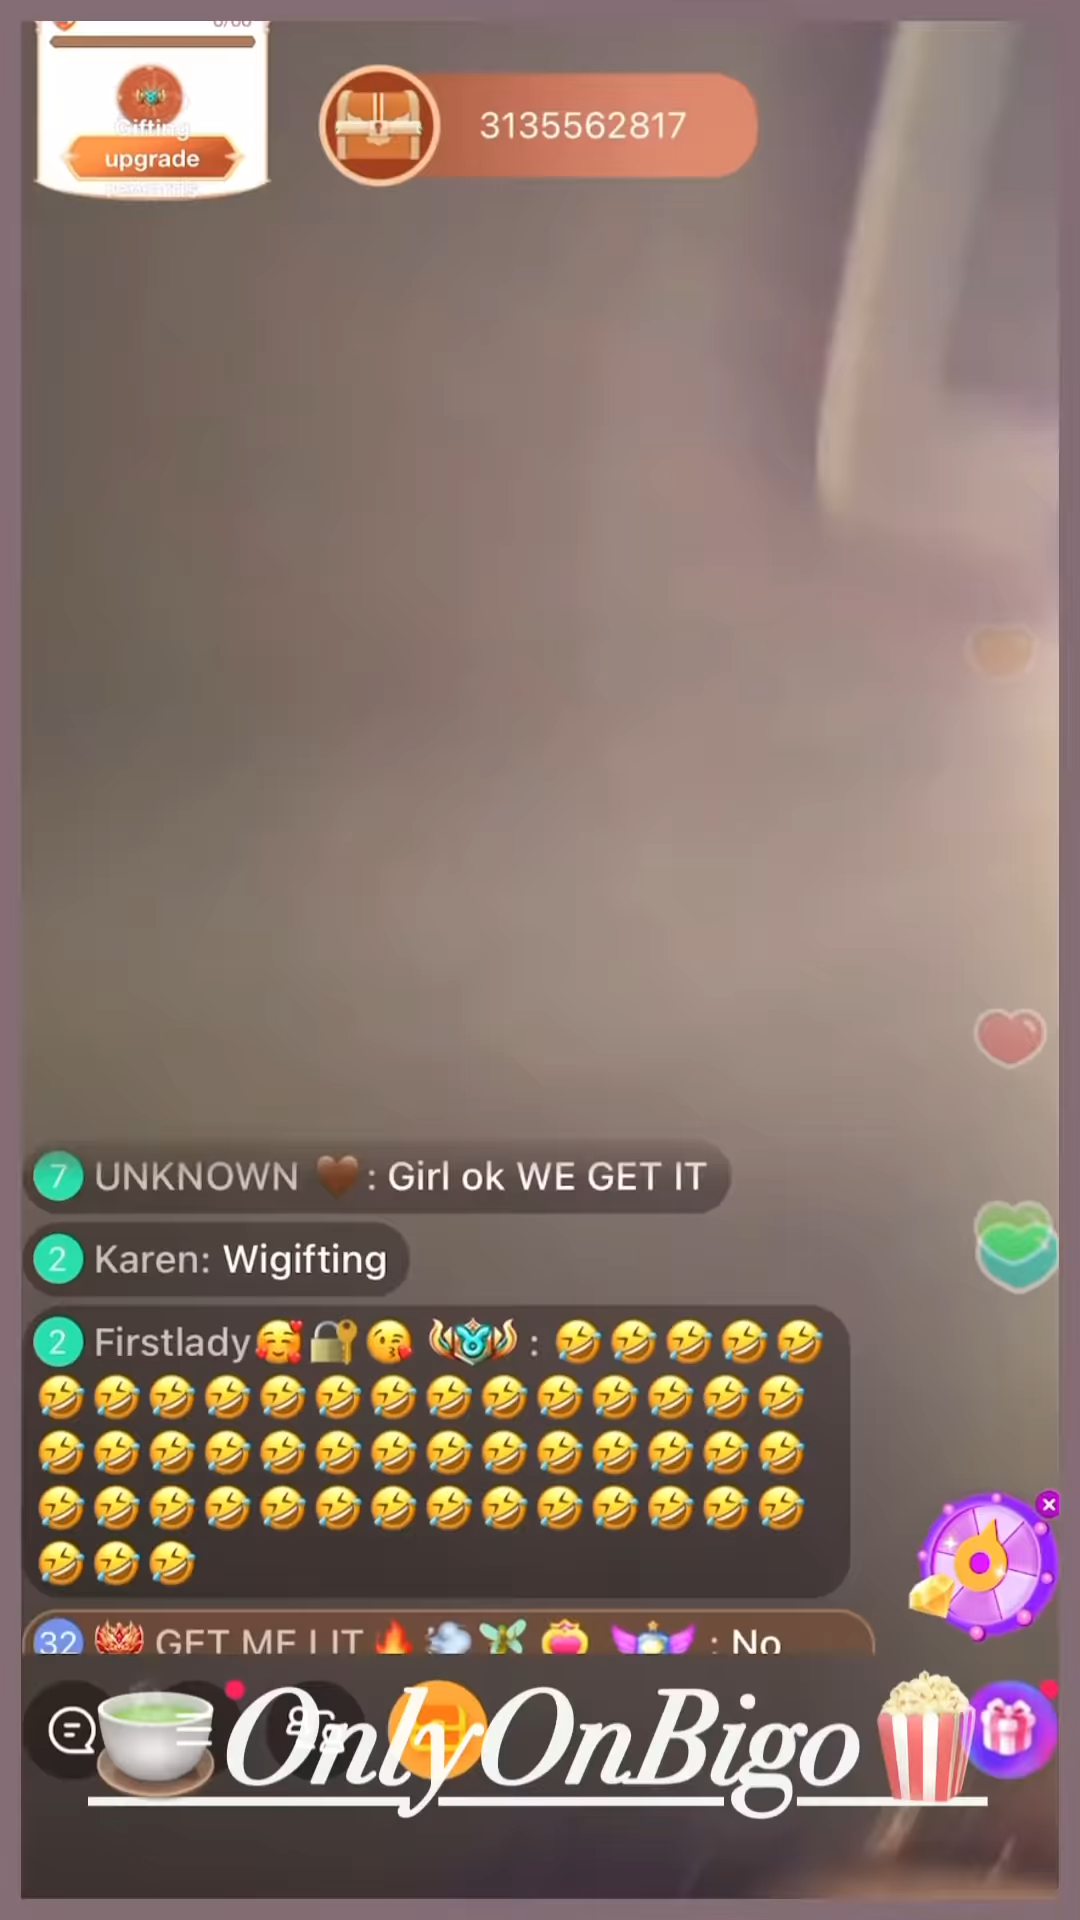 Gifting
upgrade
3135562817
7 UNKNOWN 🤎 : Girl ok WE GET IT
2 Karen: Wigifting
2 Firstlady🥰🔐😘 : 🤣🤣🤣🤣🤣
🤣🤣🤣🤣🤣🤣🤣🤣🤣🤣🤣🤣🤣🤣
🤣🤣🤣🤣🤣🤣🤣🤣🤣🤣🤣🤣🤣🤣
🤣🤣🤣🤣🤣🤣🤣🤣🤣🤣🤣🤣🤣🤣
🤣🤣🤣
32 GET ME LIT🔥💨 : No
🍵OnlyOnBigo🍿